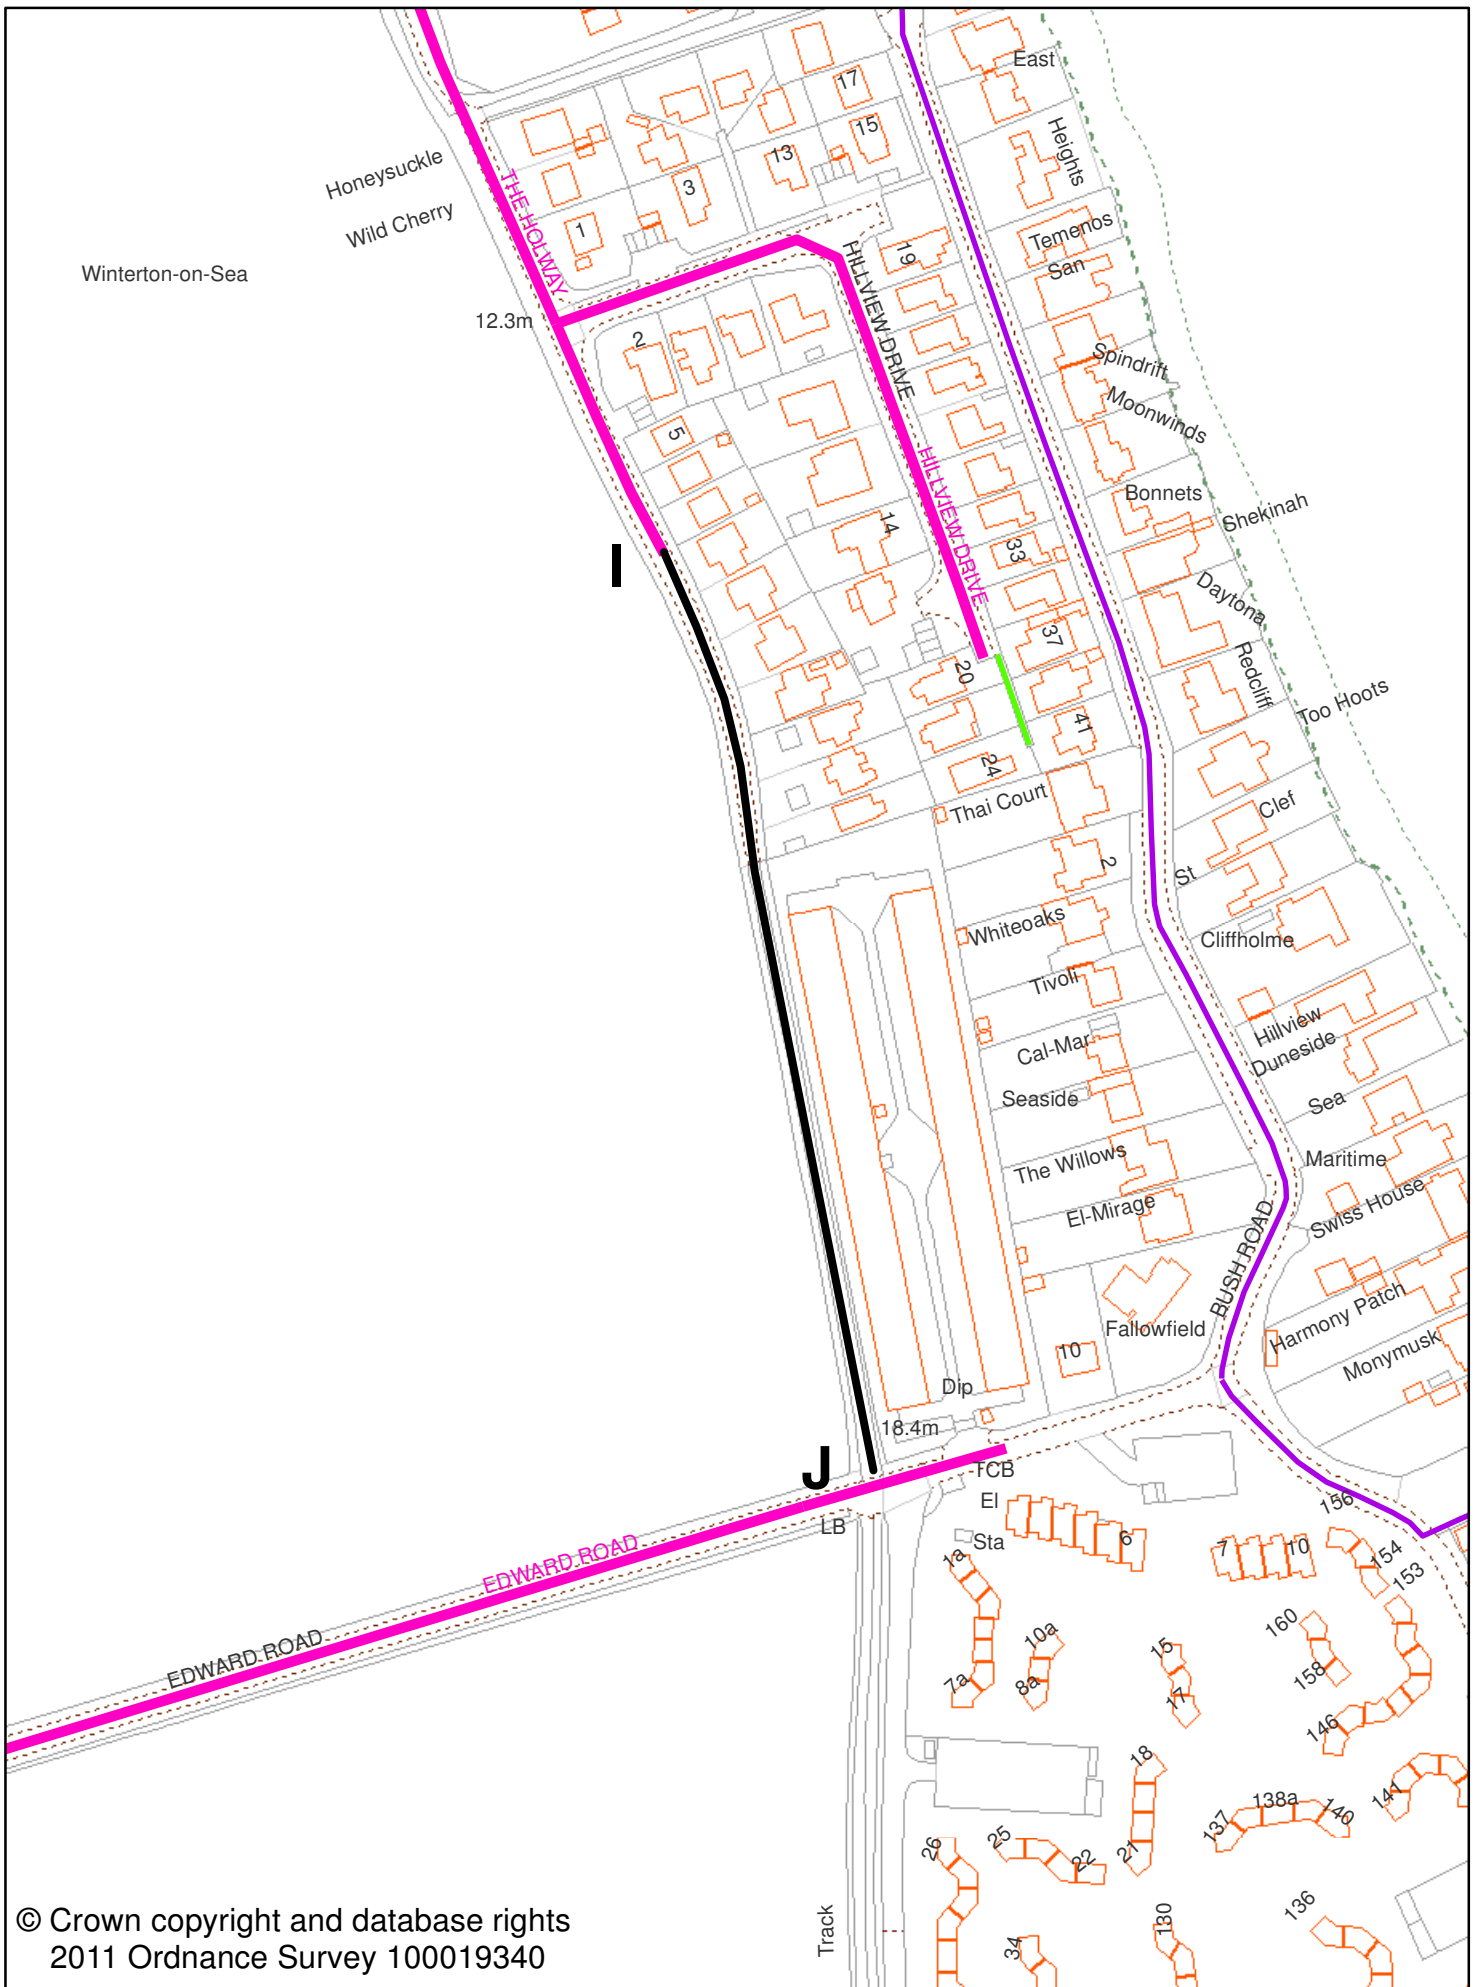 East
17
15
Heights
Honeysuckle
13
3
Wild Cherry
THE HOLWAY
1
Temenos
19
HILLVIEW DRIVE
San
Winterton-on-Sea
12.3m
2
Spindrift
Moonwinds
5
HILLVIEW DRIVE
Bonnets
Shekinah
14
33
I
Daytona
37
20
Redcliff
Too Hoots
41
24
Thai Court
Clef
2
St
Whiteoaks
Cliffholme
Tivoli
Hillview
Cal-Mar
Duneside
Seaside
Sea
The Willows
Maritime
El-Mirage
Swiss House
BUSH ROAD
Fallowfield
Harmony Patch
10
Monymusk
Dip
18.4m
J
TCB
El
156
LB
Sta
6
7
10
154
153
EDWARD ROAD
1a
EDWARD ROAD
10a
160
15
7a
8a
158
17
146
18
138a
141
137
140
26
25
22
21
Track
34
130
136
© Crown copyright and database rights
2011 Ordnance Survey 100019340